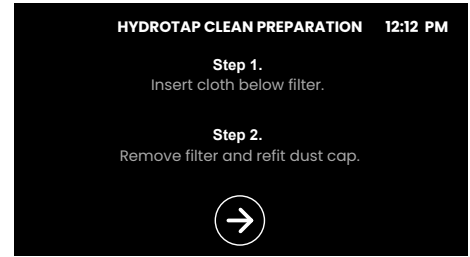 HYDROTAP CLEAN PREPARATION 12:12 PM
Step 1.
Insert cloth below filter.
Step 2.
Remove filter and refit dust cap.